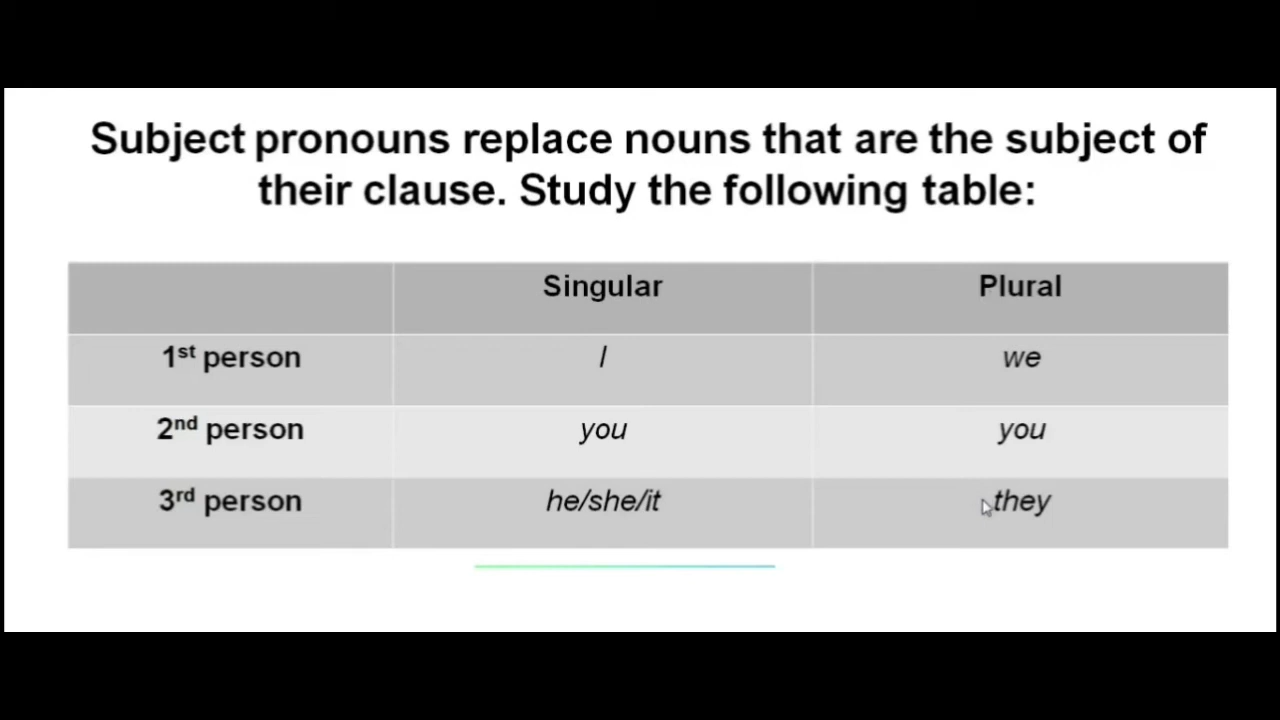 Subject pronouns replace nouns that are the subject of
their clause. Study the following table:
Singular Plural
1st person I we
2nd person you you
3rd person he/she/it they